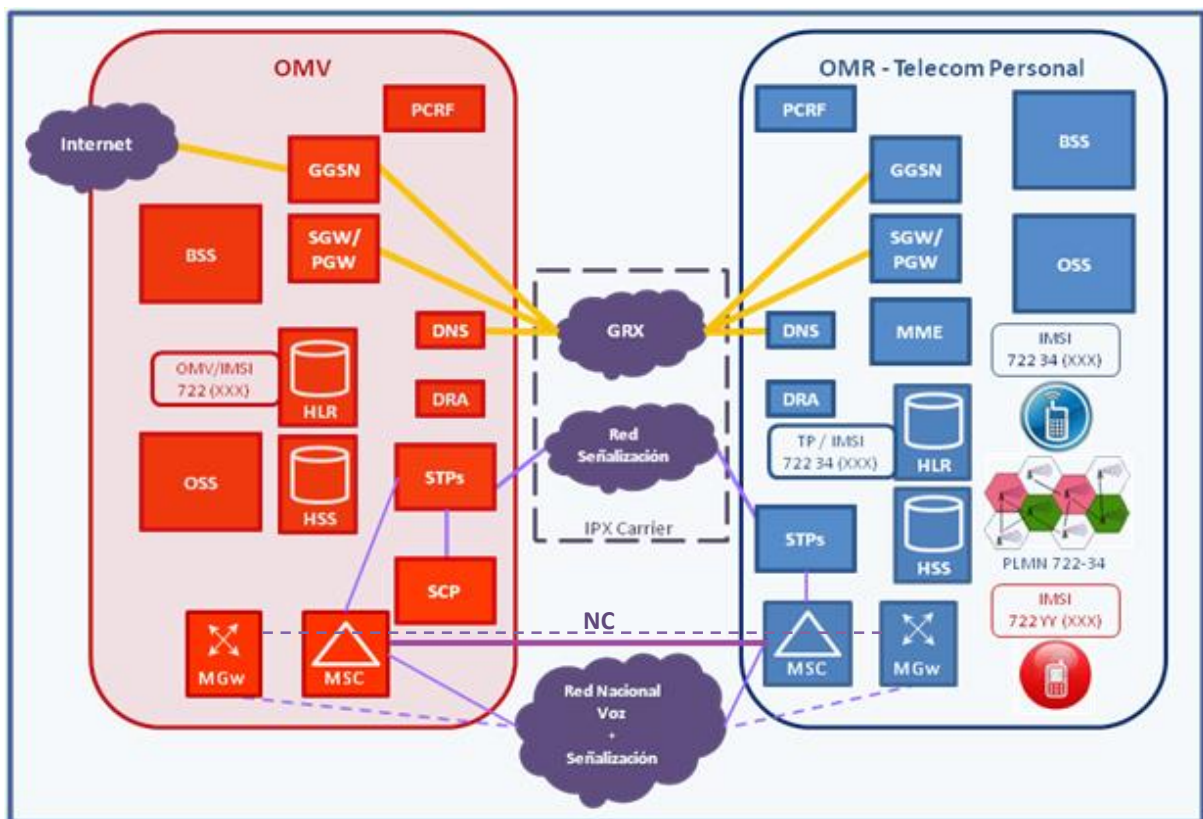 OMV
OMR - Telecom Personal
PCRF
PCRF
BSS
Internet
GGSN
GGSN
BSS
SGW/
PGW
SGW/
PGW
OSS
GRX
DNS
DNS
MME
IMSI
722 34 (XXX)
OMV/IMSI
722 (XXX)
HLR
DRA
DRA
Red
Señalización
TP / IMSI
722 34 (XXX)
HLR
OSS
HSS
STPs
IPX Carrier
STPs
HSS
PLMN 722-34
SCP
IMSI
722 YY (XXX)
NC
MGw
MSC
MSC
MGw
Red Nacional
Voz
+
Señalización